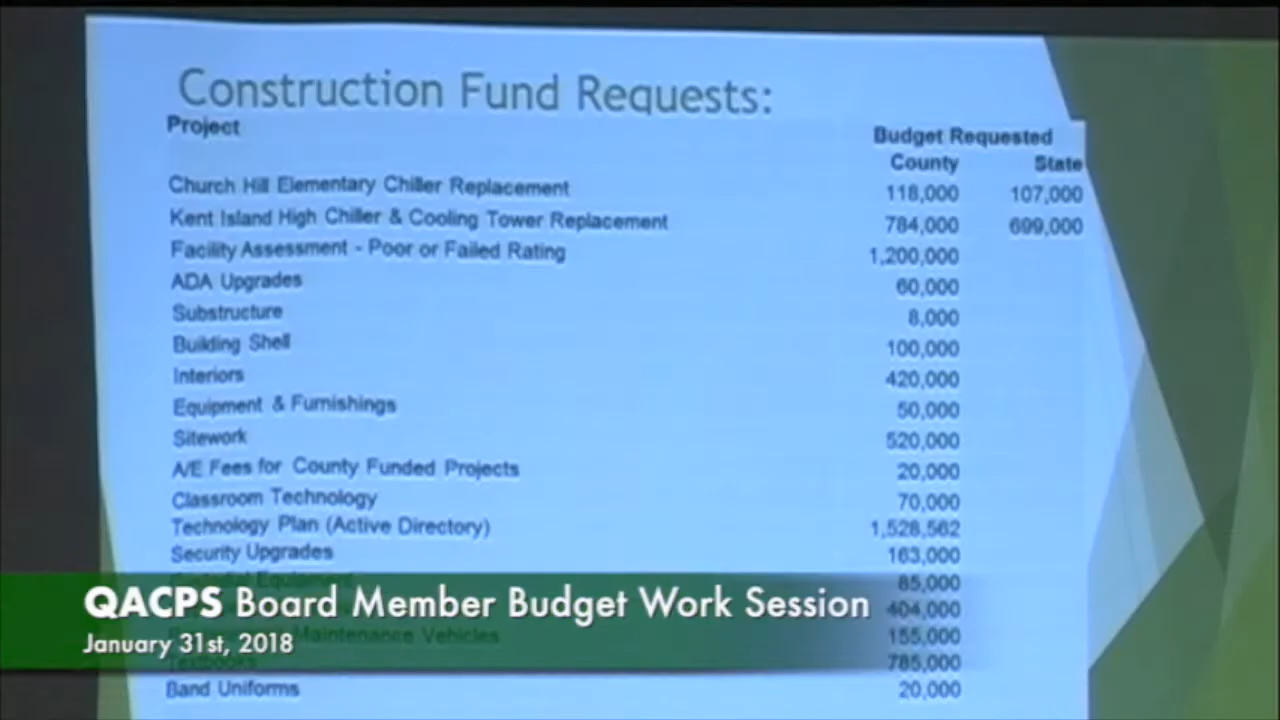 Construction Fund Requests:
Project
Budget Requested
County State
Church Hill Elementary Chiller Replacement 118,000 107,000
Kent Island High Chiller & Cooling Tower Replacement 784,000 699,000
Facility Assessment - Poor or Failed Rating 1,200,000
ADA Upgrades 60,000
Substructure 8,000
Building Shell 100,000
Interiors 420,000
Equipment & Furnishings 50,000
Sitework 520,000
A/E Fees for County Funded Projects 20,000
Classroom Technology 70,000
Technology Plan (Active Directory) 1,528,562
Security Upgrades 163,000
Equipment 85,000
QACPS Board Member Budget Work Session
404,000
Maintenance Vehicles 155,000
January 31st, 2018
Textbooks 785,000
Band Uniforms 20,000